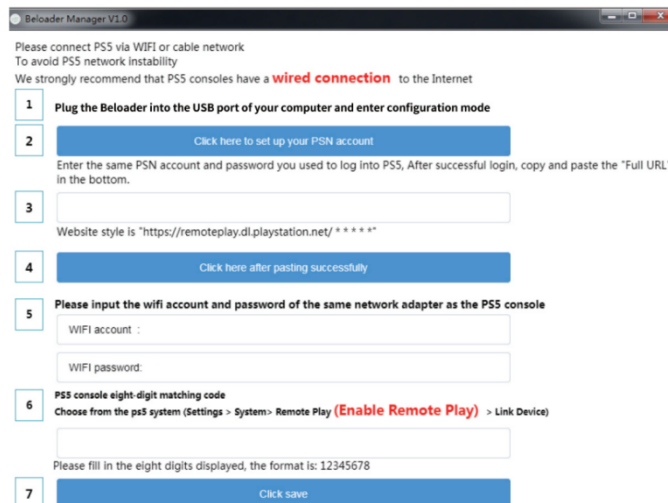 Beloader Manager V1.0
Please connect PS5 via WIFI or cable network
To avoid PS5 network instability
We strongly recommend that PS5 consoles have a wired connection to the Internet
1 Plug the Beloader into the USB port of your computer and enter configuration mode
2 Click here to set up your PSN account
Enter the same PSN account and password you used to log into PS5, After successful login, copy and paste the "Full URL"
in the bottom.
3
Website style is "https://remoteplay.dl.playstation.net/ * * * * *"
4 Click here after pasting successfully
5 Please input the wifi account and password of the same network adapter as the PS5 console
WIFI account :
WIFI password:
PS5 console eight-digit matching code
6 Choose from the ps5 system (Settings > System> Remote Play (Enable Remote Play) > Link Device)
Please fill in the eight digits displayed, the format is: 12345678
7 Click save